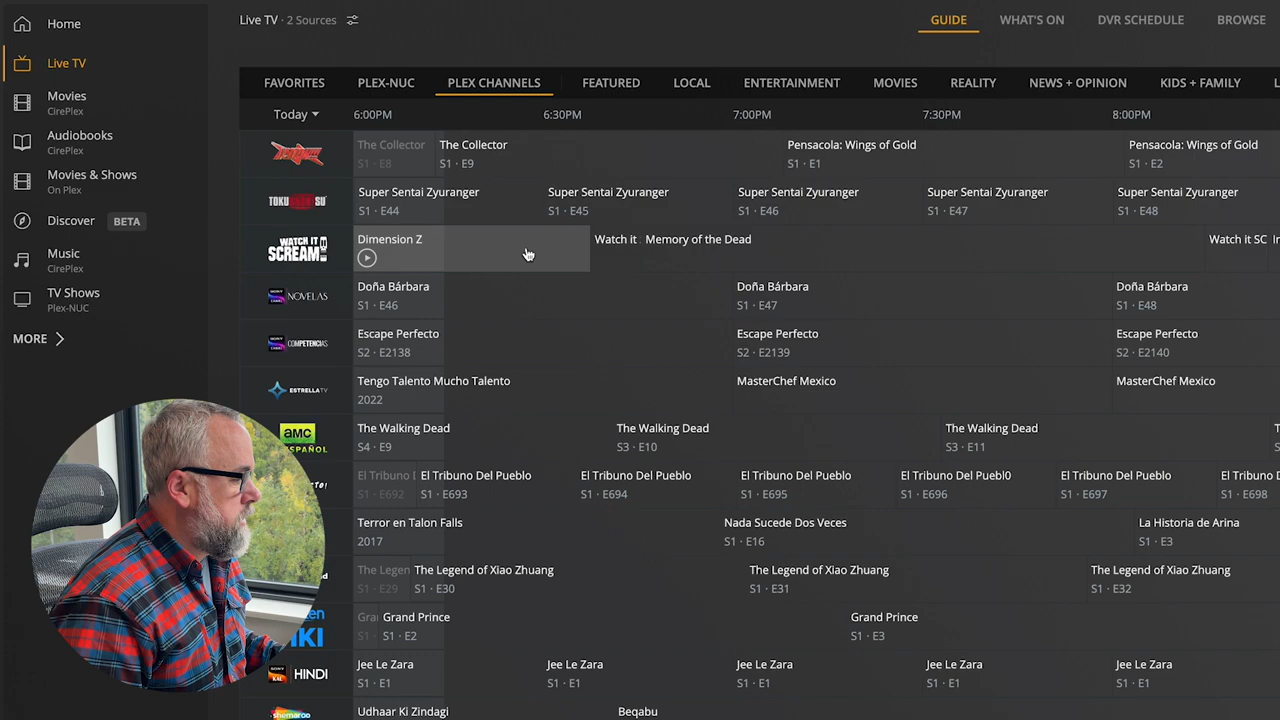 Home
Live TV
Movies
CirePlex
Audiobooks
CirePlex
Movies & Shows
On Plex
Discover BETA
Music
CirePlex
TV Shows
Plex-NUC
MORE
Live TV · 2 Sources
GUIDE WHAT'S ON DVR SCHEDULE BROWSE
FAVORITES PLEX-NUC PLEX CHANNELS FEATURED LOCAL ENTERTAINMENT MOVIES REALITY NEWS + OPINION KIDS + FAMILY
Today 6:00PM 6:30PM 7:00PM 7:30PM 8:00PM
The Collector The Collector Pensacola: Wings of Gold Pensacola: Wings of Gold
S1 · E8 S1 · E9 S1 · E1 S1 · E2
Super Sentai Zyuranger Super Sentai Zyuranger Super Sentai Zyuranger Super Sentai Zyuranger Super Sentai Zyuranger
S1 · E44 S1 · E45 S1 · E46 S1 · E47 S1 · E48
WATCH IT
SCREAM!
Dimension Z Watch it Memory of the Dead Watch it SC
NOVELAS
Doña Bárbara Doña Bárbara Doña Bárbara
S1 · E46 S1 · E47 S1 · E48
COMPETENCIAS
Escape Perfecto Escape Perfecto Escape Perfecto
S2 · E2138 S2 · E2139 S2 · E2140
ESTRELLATV
Tengo Talento Mucho Talento MasterChef Mexico MasterChef Mexico
2022
amc
ESPAÑOL
The Walking Dead The Walking Dead The Walking Dead
S4 · E9 S3 · E10 S3 · E11
El Tribuno El Tribuno Del Pueblo El Tribuno Del Pueblo El Tribuno Del Pueblo El Tribuno Del Puebl0 El Tribuno Del Pueblo El Tribun
S1 · E692 S1 · E693 S1 · E694 S1 · E695 S1 · E696 S1 · E697 S1 · E698
Terror en Talon Falls Nada Sucede Dos Veces La Historia de Arina
2017 S1 · E16 S1 · E3
The Legen The Legend of Xiao Zhuang The Legend of Xiao Zhuang The Legend of Xiao Zhuang
S1 · E29 S1 · E30 S1 · E31 S1 · E32
Gra Grand Prince Grand Prince
S1 · S1 · E2 S1 · E3
HINDI
Jee Le Zara Jee Le Zara Jee Le Zara Jee Le Zara Jee Le Zara
S1 · E1 S1 · E1 S1 · E1 S1 · E1 S1 · E1
shemaroo
Udhaar Ki Zindagi Beqabu